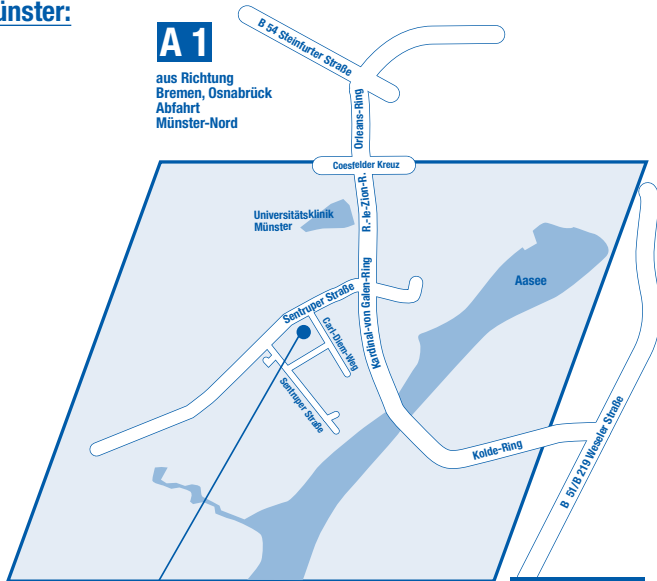 ünster:
A 1
aus Richtung
Bremen, Osnabrück
Abfahrt
Münster-Nord
B 54 Steinfurter Straße
Orleans-Ring
Coesfelder Kreuz
R.-le-Zion-R.
Universitätsklinik
Münster
Aasee
Sentruper Straße
Kardinal-von Galen-Ring
Carl-Diem-Weg
Sentruper Straße
Kolde-Ring
B 51/B 219 Weseler Straße